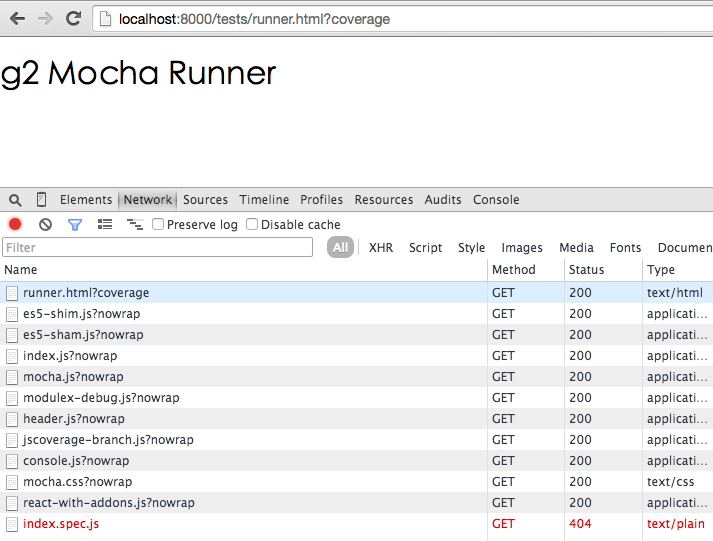 localhost:8000/tests/runner.html?coverage
g2 Mocha Runner
Elements Network Sources Timeline Profiles Resources Audits Console
Preserve log Disable cache
Filter All XHR Script Style Images Media Fonts Documen
Name Method Status Type
runner.html?coverage GET 200 text/html
es5-shim.js?nowrap GET 200 applicati...
es5-sham.js?nowrap GET 200 applicati...
index.js?nowrap GET 200 applicati...
mocha.js?nowrap GET 200 applicati...
modulex-debug.js?nowrap GET 200 applicati...
header.js?nowrap GET 200 applicati...
jscoverage-branch.js?nowrap GET 200 applicati...
console.js?nowrap GET 200 applicati...
mocha.css?nowrap GET 200 text/css
react-with-addons.js?nowrap GET 200 applicati...
index.spec.js GET 404 text/plain